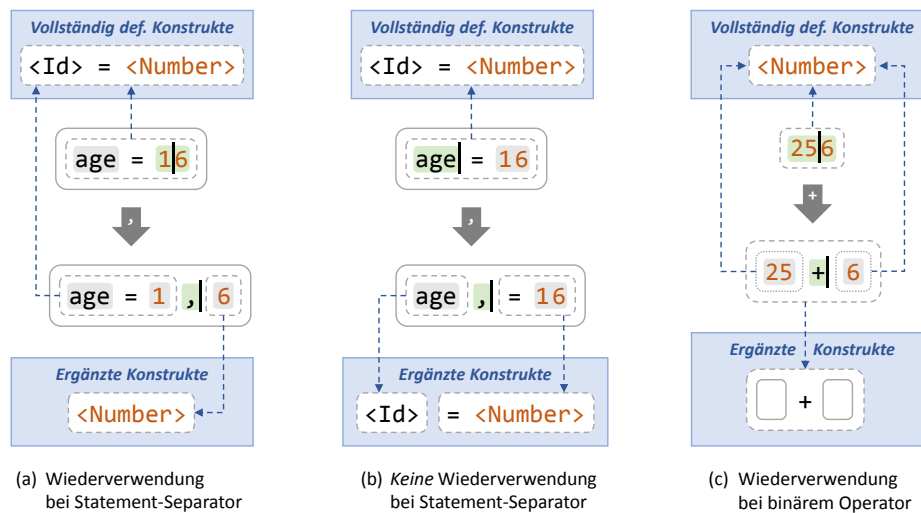 Vollständig def. Konstrukte
<Id> = <Number>
age = 16
,
age = 1 , 6
Ergänzte Konstrukte
<Number>
(a) Wiederverwendung
bei Statement-Separator
Vollständig def. Konstrukte
<Id> = <Number>
age = 16
,
age , = 16
Ergänzte Konstrukte
<Id> = <Number>
(b) Keine Wiederverwendung
bei Statement-Separator
Vollständig def. Konstrukte
<Number>
256
+
25 + 6
Ergänzte Konstrukte
+
(c) Wiederverwendung
bei binärem Operator